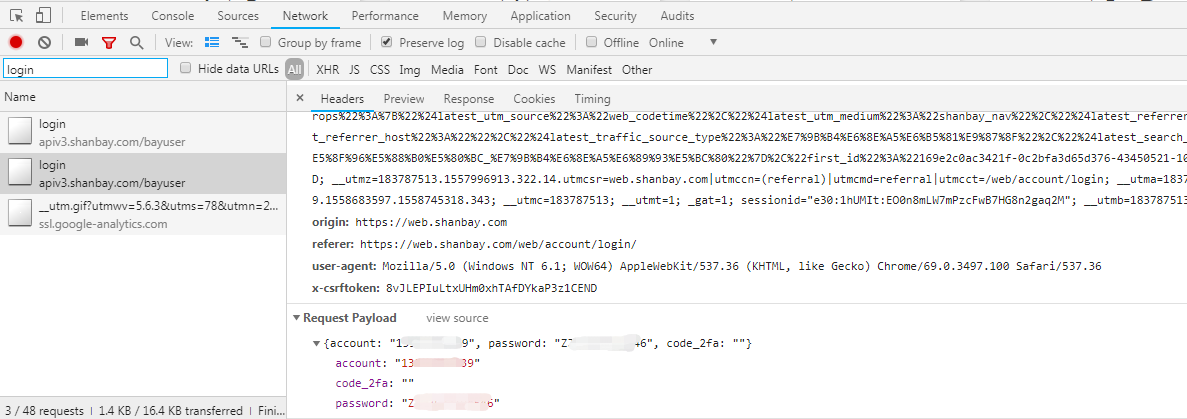 Elements Console Sources Network Performance Memory Application Security Audits
View: Group by frame Preserve log Disable cache Offline Online
login Hide data URLs All XHR JS CSS Img Media Font Doc WS Manifest Other
Name
login
apiv3.shanbay.com/bayuser
login
apiv3.shanbay.com/bayuser
__utm.gif?utmwv=5.6.3&utms=78&utmn=2...
ssl.google-analytics.com
3 / 48 requests | 1.4 KB / 16.4 KB transferred | Fini...
× Headers Preview Response Cookies Timing
rops%22%3A%7B%22%24latest_utm_source%22%3A%22web_codetime%22%2C%22%24latest_utm_medium%22%3A%22shanbay_nav%22%2C%22%24latest_referrer
t_referrer_host%22%3A%22%22%2C%22%24latest_traffic_source_type%22%3A%22%E7%9B%B4%E6%8E%A5%E6%B5%81%E9%87%8F%22%2C%22%24latest_search_
E5%8F%96%E5%88%B0%E5%80%BC_%E7%9B%B4%E6%8E%A5%E6%89%93%E5%BC%80%22%7D%2C%22first_id%22%3A%22169e2c0ac3421f-0c2bfa3d65d376-43450521-10
D; __utmz=183787513.1557996913.322.14.utmcsr=web.shanbay.com|utmccn=(referral)|utmcmd=referral|utmcct=/web/account/login; __utma=1837
9.1558683597.1558745318.343; __utmc=183787513; __utmt=1; _gat=1; sessionid="e30:1hUMIt:EO0n8mLW7mPzcFwB7HG8n2gaq2M"; __utmb=183787513
origin: https://web.shanbay.com
referer: https://web.shanbay.com/web/account/login/
user-agent: Mozilla/5.0 (Windows NT 6.1; WOW64) AppleWebKit/537.36 (KHTML, like Gecko) Chrome/69.0.3497.100 Safari/537.36
x-csrftoken: 8vJLEPIuLtxUHm0xhTAfDYkaP3z1CEND
Request Payload view source
{account: "9", password: "6", code_2fa: ""}
account: "39"
code_2fa: ""
password: "6"